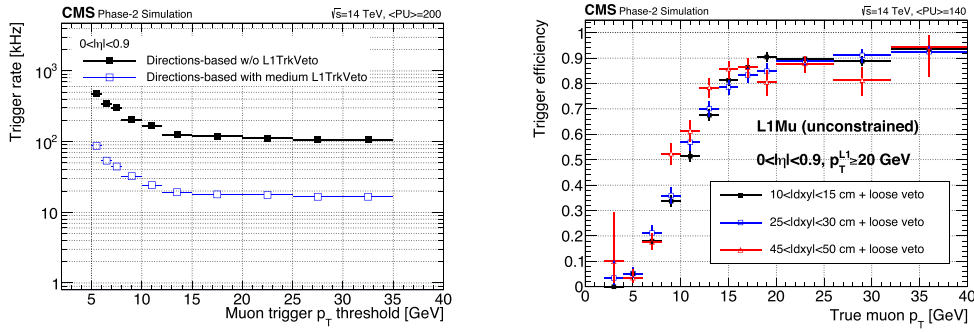 CMS Phase-2 Simulation √s=14 TeV, <PU>=200
Trigger rate [kHz]
0<|η|<0.9
Directions-based w/o L1TrkVeto
Directions-based with medium L1TrkVeto
10³
10²
10
1
5 10 15 20 25 30 35 40
Muon trigger p_T threshold [GeV]
CMS Phase-2 Simulation √s=14 TeV, <PU>=140
Trigger efficiency
1
0.9
0.8
0.7
0.6
0.5
0.4
0.3
0.2
0.1
0
L1Mu (unconstrained)
0<|η|<0.9, p_T^L1≥20 GeV
10<|dxy|<15 cm + loose veto
25<|dxy|<30 cm + loose veto
45<|dxy|<50 cm + loose veto
0 5 10 15 20 25 30 35 40
True muon p_T [GeV]